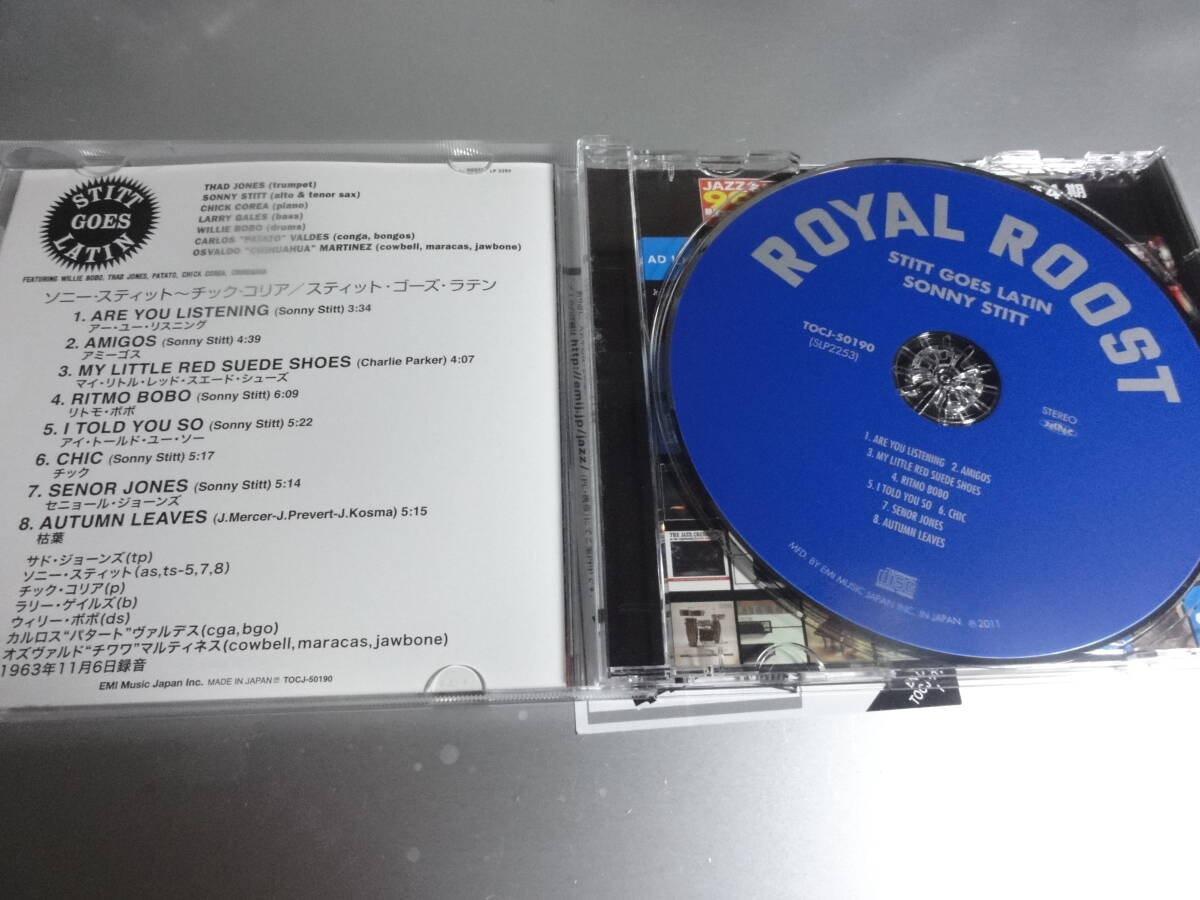 STITT
GOES
LATIN
LP 2253
THAD JONES (trumpet)
SONNY STITT (alto & tenor sax)
CHICK COREA (piano)
LARRY GALES (bass)
WILLIE BOBO (drums)
CARLOS "PATATO" VALDES (conga, bongos)
OSVALDO "CHIHUAHUA" MARTINEZ (cowbell, maracas, jawbone)
FEATURING WILLIE BOBO, THAD JONES, PATATO, CHICK COREA, CHIHUAHUA
ソニー・スティット〜チック・コリア/スティット・ゴーズ・ラテン
1. ARE YOU LISTENING (Sonny Stitt) 3:34
アー・ユー・リスニング
2. AMIGOS (Sonny Stitt) 4:39
アミーゴス
3. MY LITTLE RED SUEDE SHOES (Charlie Parker) 4:07
マイ・リトル・レッド・スエード・シューズ
4. RITMO BOBO (Sonny Stitt) 6:09
リトモ・ボボ
5. I TOLD YOU SO (Sonny Stitt) 5:22
アイ・トールド・ユー・ソー
6. CHIC (Sonny Stitt) 5:17
チック
7. SENOR JONES (Sonny Stitt) 5:14
セニョール・ジョーンズ
8. AUTUMN LEAVES (J.Mercer-J.Prevert-J.Kosma) 5:15
枯葉
サド・ジョーンズ(tp)
ソニー・スティット(as,ts-5,7,8)
チック・コリア(p)
ラリー・ゲイルズ(b)
ウィリー・ボボ(ds)
カルロス"パタート"ヴァルデス(cga,bgo)
オズヴァルド"チワワ"マルティネス(cowbell,maracas,jawbone)
1963年11月6日録音
EMI Music Japan Inc. MADE IN JAPAN Ⓟ TOCJ-50190
http://emij.jp/jazz/
JAZZ
4期
ROYAL ROOST
STITT GOES LATIN
SONNY STITT
TOCJ-50190
(SLP2253)
STEREO
1. ARE YOU LISTENING 2. AMIGOS
3. MY LITTLE RED SUEDE SHOES
4. RITMO BOBO
5. I TOLD YOU SO 6. CHIC
7. SENOR JONES
8. AUTUMN LEAVES
MFD. BY EMI MUSIC JAPAN INC. IN JAPAN ℗2011